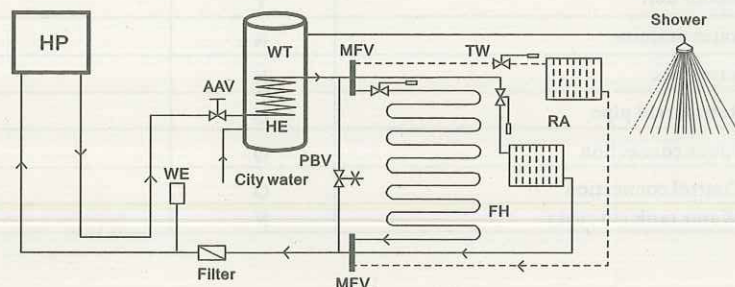 HP
WT
MFV
TW
Shower
AAV
HE
RA
WE
City water
PBV
FH
Filter
MFV